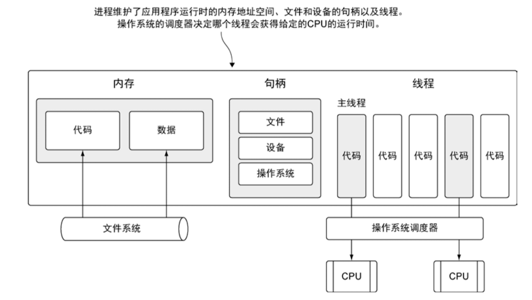 进程维护了应用程序运行时的内存地址空间、文件和设备的句柄以及线程。
操作系统的调度器决定哪个线程会获得给定的CPU的运行时间。
内存
句柄
线程
主线程
代码
数据
文件
设备
操作系统
代码
代码
代码
代码
代码
文件系统
操作系统调度器
CPU
CPU